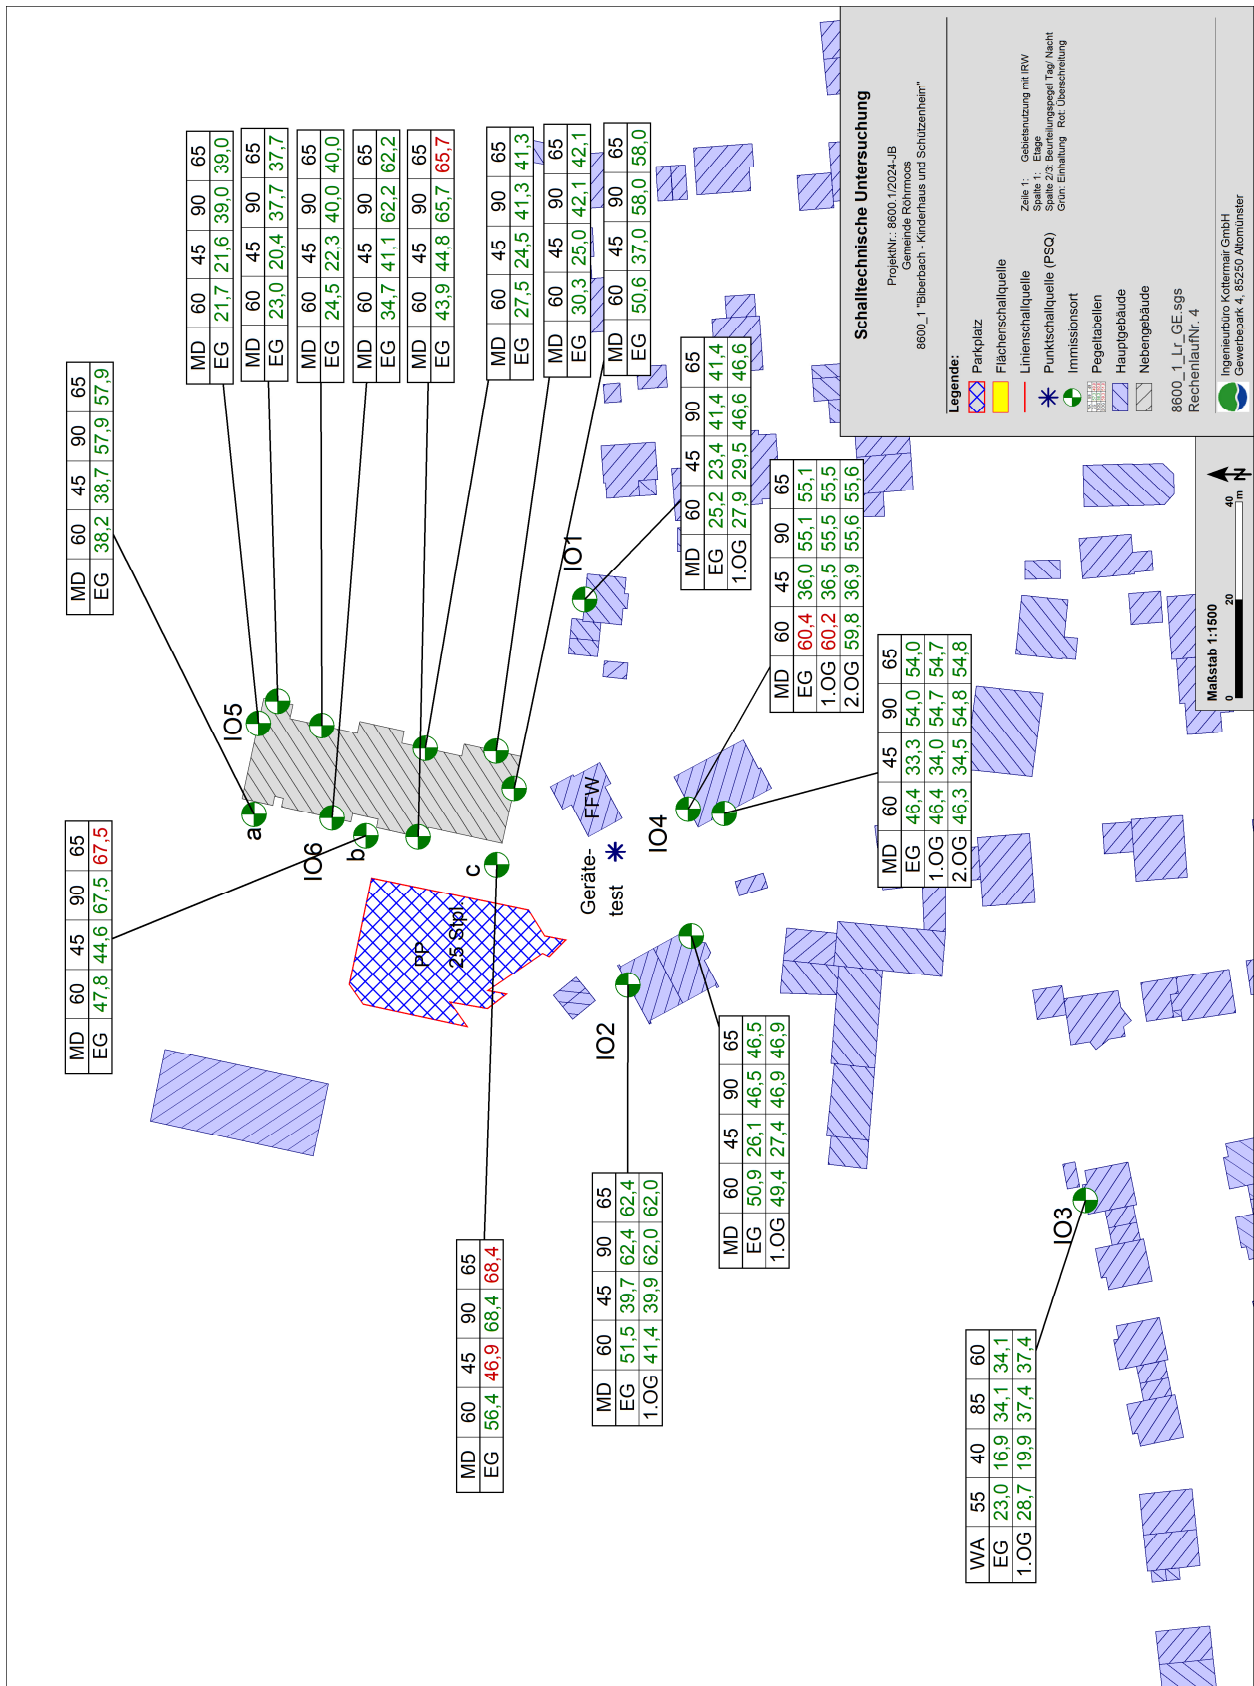 MD 60 45 90 65
EG 47,8 44,6 67,5 67,5
MD 60 45 90 65
EG 38,2 38,7 57,9 57,9
MD 60 45 90 65
EG 21,7 21,6 39,0 39,0
MD 60 45 90 65
EG 23,0 20,4 37,7 37,7
MD 60 45 90 65
EG 24,5 22,3 40,0 40,0
MD 60 45 90 65
EG 34,7 41,1 62,2 62,2
MD 60 45 90 65
EG 43,9 44,8 65,7 65,7
MD 60 45 90 65
EG 27,5 24,5 41,3 41,3
MD 60 45 90 65
EG 30,3 25,0 42,1 42,1
MD 60 45 90 65
EG 50,6 37,0 58,0 58,0
IO5
a
IO6
b
c
PP
25 Stpl.
MD 60 45 90 65
EG 56,4 46,9 68,4 68,4
Geräte-
test
FFW
IO1
MD 60 45 90 65
EG 25,2 23,4 41,4 41,4
1.OG 27,9 29,5 46,6 46,6
IO2
MD 60 45 90 65
EG 51,5 39,7 62,4 62,4
1.OG 41,4 39,9 62,0 62,0
MD 60 45 90 65
EG 50,9 26,1 46,5 46,5
1.OG 49,4 27,4 46,9 46,9
IO4
MD 60 45 90 65
EG 60,4 36,0 55,1 55,1
1.OG 60,2 36,5 55,5 55,5
2.OG 59,8 36,9 55,6 55,6
MD 60 45 90 65
EG 46,4 33,3 54,0 54,0
1.OG 46,4 34,0 54,7 54,7
2.OG 46,3 34,5 54,8 54,8
IO3
WA 55 40 85 60
EG 23,0 16,9 34,1 34,1
1.OG 28,7 19,9 37,4 37,4
Schalltechnische Untersuchung
ProjektNr.: 8600.1/2024-JB
Gemeinde Röhrmoos
8600_1 "Biberbach - Kinderhaus und Schützenheim"
Legende:
Parkplatz
Flächenschallquelle
Linienschallquelle
Punktschallquelle (PSQ)
Immissionsort
Pegeltabellen
Hauptgebäude
Nebengebäude
Zeile 1: Gebietsnutzung mit IRW
Spalte 1: Etage
Spalte 2/3: Beurteilungspegel Tag/ Nacht
Grün: Einhaltung Rot: Überschreitung
8600_1_Lr_GE.sgs
RechenlaufNr. 4
Ingenieurbüro Kottermair GmbH
Gewerbepark 4, 85250 Altomünster
Maßstab 1:1500
0 20 40
m
N